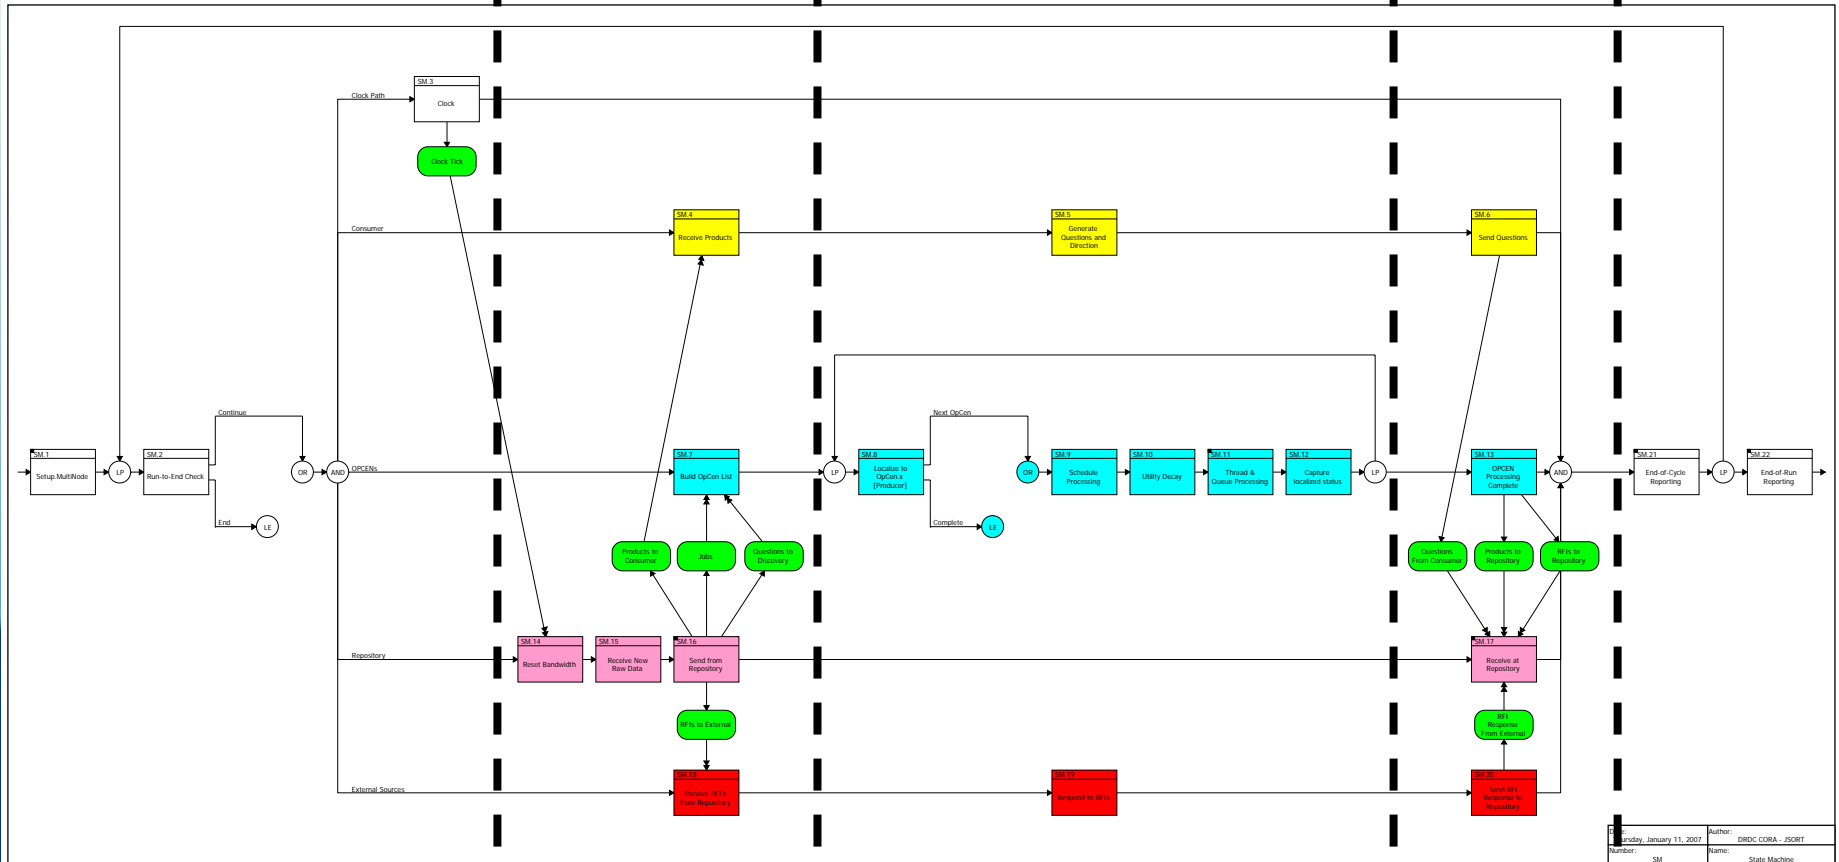 SM.3
Clock Path
Clock
Clock Tick
SM.4
SM.5
SM.6
Consumer
Receive Products
Generate
Questions and
Direction
Send Questions
Continue
Next OpCen
SM.1
Setup.MultiNode
LP
SM.2
Run-to-End Check
OR
AND
OPCENs
SM.7
Build OpCen List
LP
SM.8
Localize to
OpCen.x
[Producer]
OR
SM.9
Schedule
Processing
SM.10
Utility Decay
SM.11
Thread &
Queue Processing
SM.12
Capture
localized status
LP
SM.13
OPCEN
Processing
Complete
AND
SM.21
End-of-Cycle
Reporting
LP
SM.22
End-of-Run
Reporting
End
LE
Complete
LE
Products to
Consumer
Jobs
Questions to
Discovery
Questions
From Consumer
Products to
Repository
RFIs to
Repository
Repository
SM.14
Reset Bandwidth
SM.15
Receive New
Raw Data
SM.16
Send from
Repository
SM.17
Receive at
Repository
RFIs to External
RFI
Response
From External
External Sources
SM.18
Receive RFI's
from Repository
SM.19
Respond to RFIs
SM.20
Send RFI
Response to
Repository
Author:
January 11, 2007
DRDC CORA - JSORT
Number:
Name:
SM
State Machine